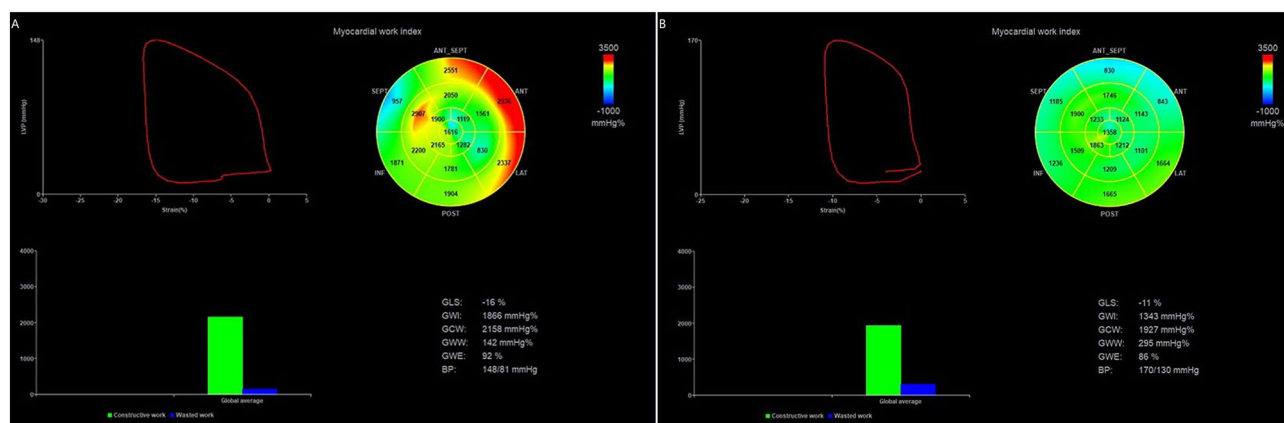 A
Myocardial work index
148
LVP (mmHg)
0
-30
-25
-20
-15
-10
-5
0
5
Strain(%)
ANT_SEPT
SEPT
ANT
INF
LAT
POST
2551
957
2050
2907
1561
1900
1119
1616
2165
1282
830
2200
1871
2337
1781
1904
3500
-1000
mmHg%
4000
3000
2000
1000
0
Global average
Constructive work
Wasted work
GLS: -16 %
GWI: 1866 mmHg%
GCW: 2158 mmHg%
GWW: 142 mmHg%
GWE: 92 %
BP: 148/81 mmHg
B
Myocardial work index
170
LVP (mmHg)
0
-25
-20
-15
-10
-5
0
5
Strain(%)
ANT_SEPT
SEPT
ANT
INF
LAT
POST
830
1185
1746
843
1900
1143
1233
1124
1358
1863
1212
1509
1101
1236
1664
1209
1665
3500
-1000
mmHg%
4000
3000
2000
1000
0
Global average
Constructive work
Wasted work
GLS: -11 %
GWI: 1343 mmHg%
GCW: 1927 mmHg%
GWW: 295 mmHg%
GWE: 86 %
BP: 170/130 mmHg